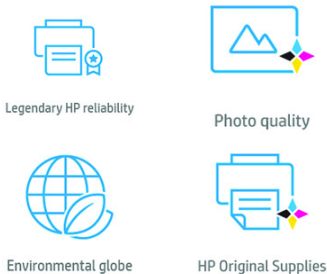 Legendary HP reliability
Photo quality
Environmental globe
HP Original Supplies